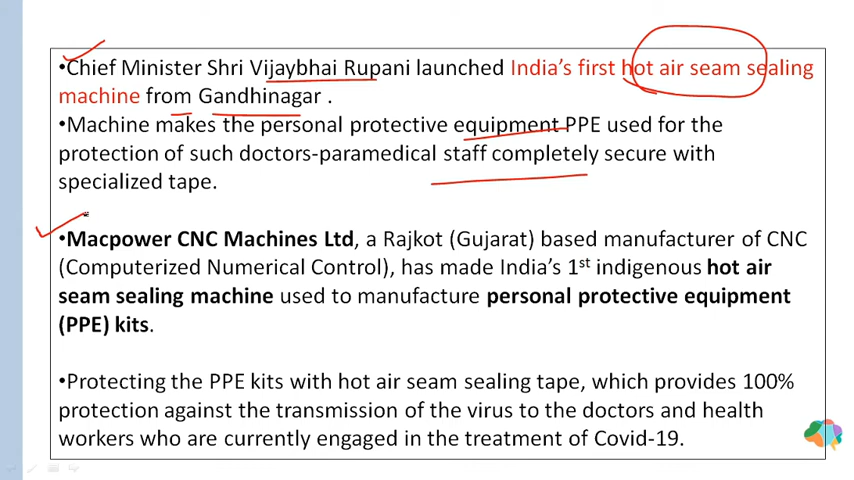 •Chief Minister Shri Vijaybhai Rupani launched India's first hot air seam sealing
machine from Gandhinagar .
•Machine makes the personal protective equipment PPE used for the
protection of such doctors-paramedical staff completely secure with
specialized tape.
•Macpower CNC Machines Ltd, a Rajkot (Gujarat) based manufacturer of CNC
(Computerized Numerical Control), has made India's 1st indigenous hot air
seam sealing machine used to manufacture personal protective equipment
(PPE) kits.
•Protecting the PPE kits with hot air seam sealing tape, which provides 100%
protection against the transmission of the virus to the doctors and health
workers who are currently engaged in the treatment of Covid-19.